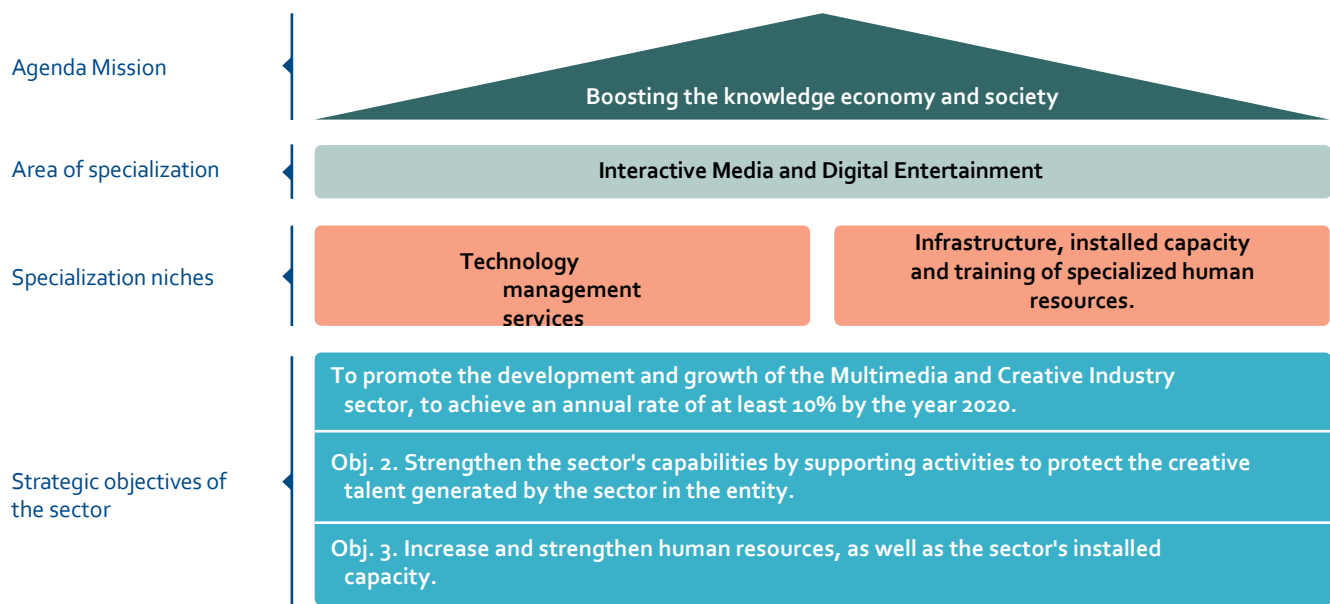 Agenda Mission
Boosting the knowledge economy and society
Area of specialization
Interactive Media and Digital Entertainment
Specialization niches
Technology
management
services
Infrastructure, installed capacity
and training of specialized human
resources.
Strategic objectives of
the sector
To promote the development and growth of the Multimedia and Creative Industry
sector, to achieve an annual rate of at least 10% by the year 2020.
Obj. 2. Strengthen the sector's capabilities by supporting activities to protect the creative
talent generated by the sector in the entity.
Obj. 3. Increase and strengthen human resources, as well as the sector's installed
capacity.